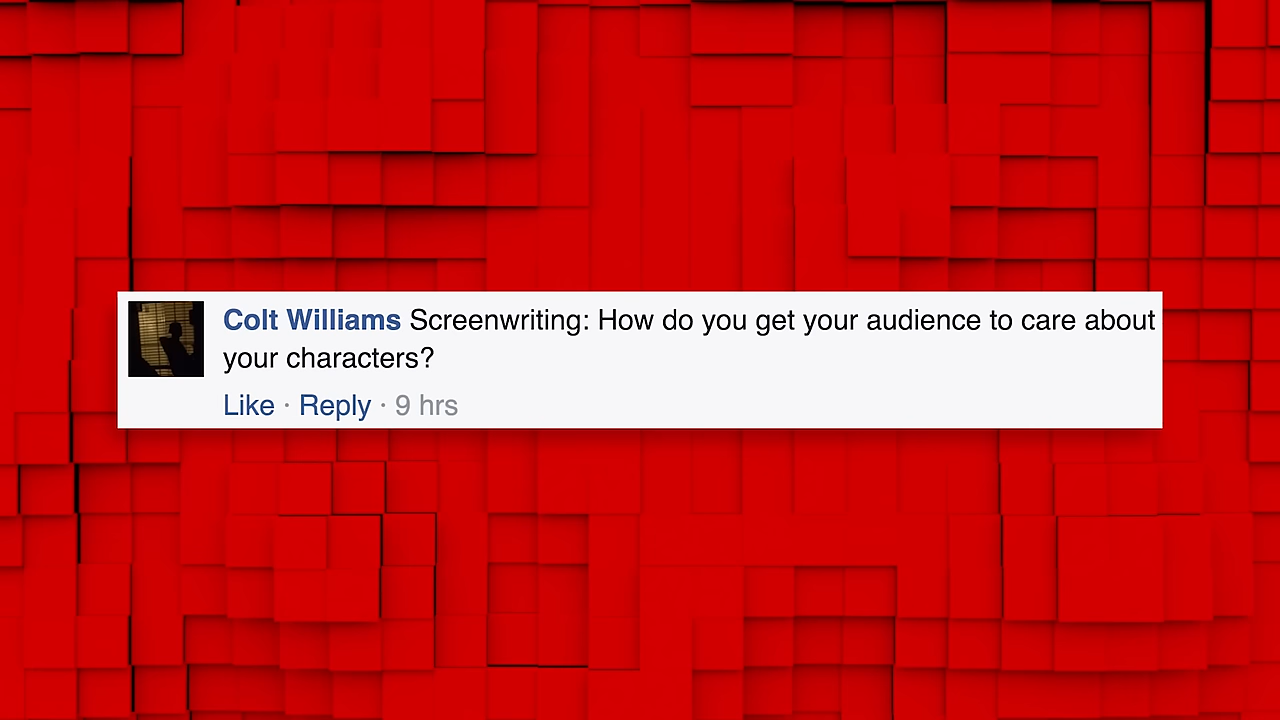 Colt Williams Screenwriting: How do you get your audience to care about
your characters?
Like · Reply · 9 hrs